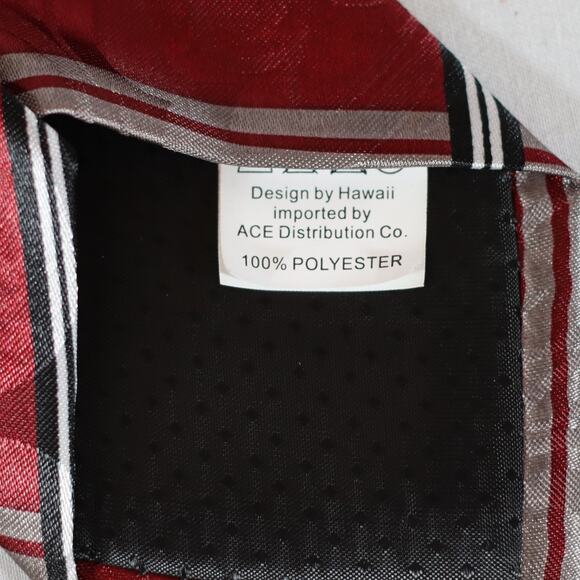 Design by Hawaii
imported by
ACE Distribution Co.
100% POLYESTER